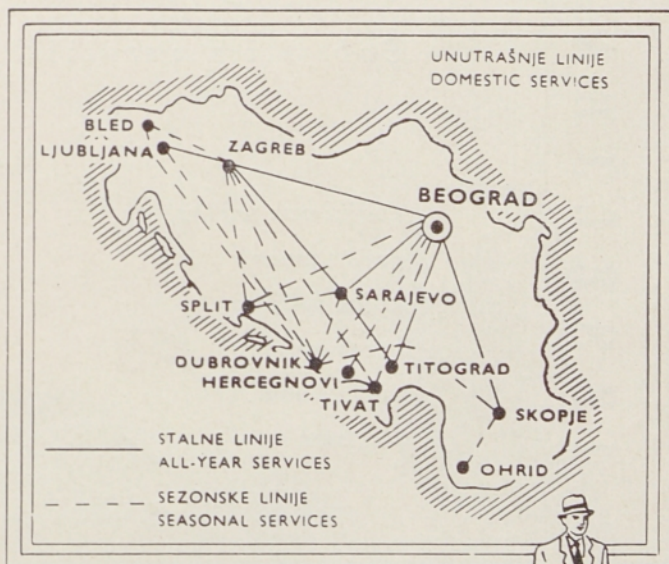 UNUTRAŠNJE LINIJE
DOMESTIC SERVICES
BLED
LJUBLJANA
ZAGREB
BEOGRAD
SARAJEVO
SPLIT
DUBROVNIK
HERCEGNOVI
TIVAT
TITOGRAD
SKOPJE
OHRID
STALNE LINIJE
ALL-YEAR SERVICES
SEZONSKE LINIJE
SEASONAL SERVICES